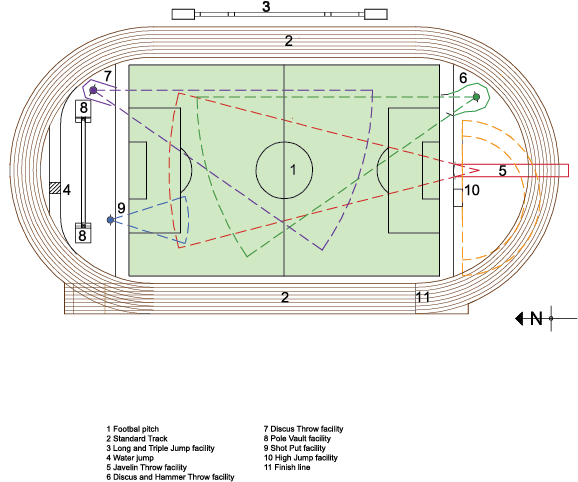 3
2
7
6
8
1
5
4
10
9
8
2
11
N
1 Footbal pitch
2 Standard Track
3 Long and Triple Jump facility
4 Water jump
5 Javelin Throw facility
6 Discus and Hammer Throw facility
7 Discus Throw facility
8 Pole Vault facility
9 Shot Put facility
10 High Jump facility
11 Finish line